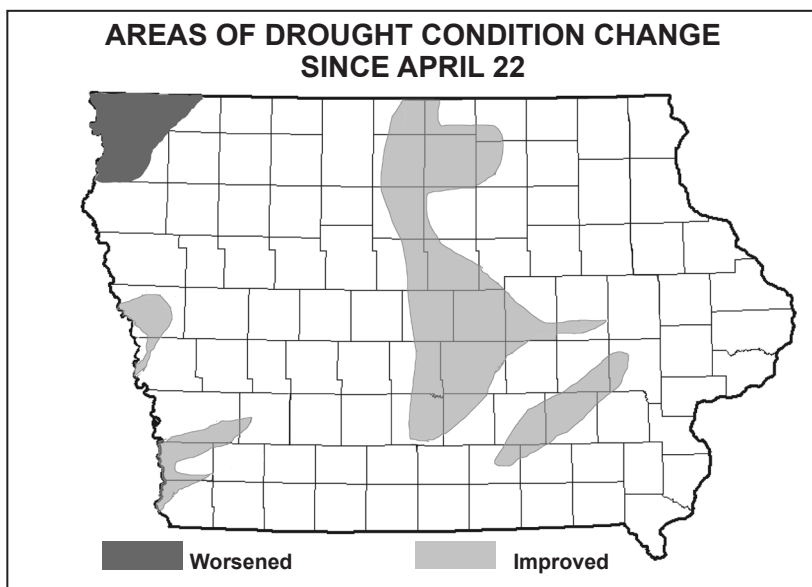 AREAS OF DROUGHT CONDITION CHANGE
SINCE APRIL 22
Worsened
Improved